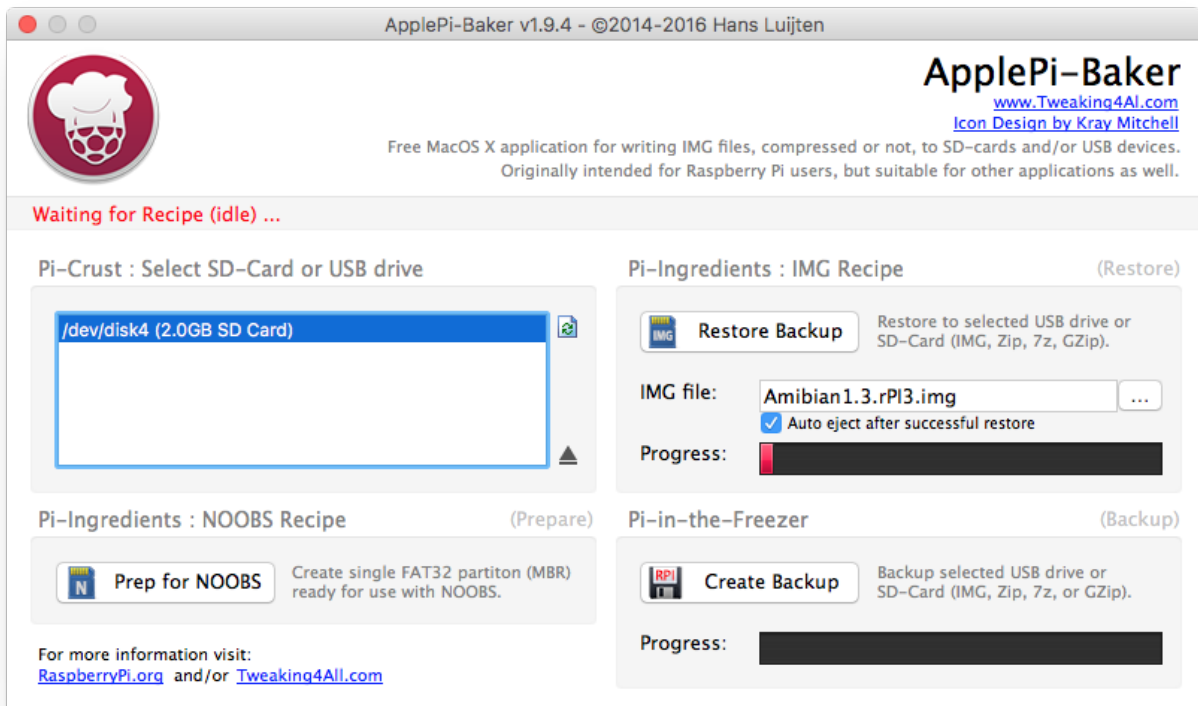 ApplePi-Baker v1.9.4 - ©2014-2016 Hans Luijten
ApplePi-Baker
www.Tweaking4Al.com
Icon Design by Kray Mitchell
Free MacOS X application for writing IMG files, compressed or not, to SD-cards and/or USB devices.
Originally intended for Raspberry Pi users, but suitable for other applications as well.
Waiting for Recipe (idle) ...
Pi-Crust : Select SD-Card or USB drive
/dev/disk4 (2.0GB SD Card)
Pi-Ingredients : IMG Recipe (Restore)
IMG
Restore Backup
Restore to selected USB drive or
SD-Card (IMG, Zip, 7z, GZip).
IMG file: Amibian1.3.rPI3.img ...
Auto eject after successful restore
Progress:
Pi-Ingredients : NOOBS Recipe (Prepare)
N
Prep for NOOBS
Create single FAT32 partiton (MBR)
ready for use with NOOBS.
Pi-in-the-Freezer (Backup)
RPI
Create Backup
Backup selected USB drive or
SD-Card (IMG, Zip, 7z, or GZip).
Progress:
For more information visit:
RaspberryPi.org and/or Tweaking4All.com